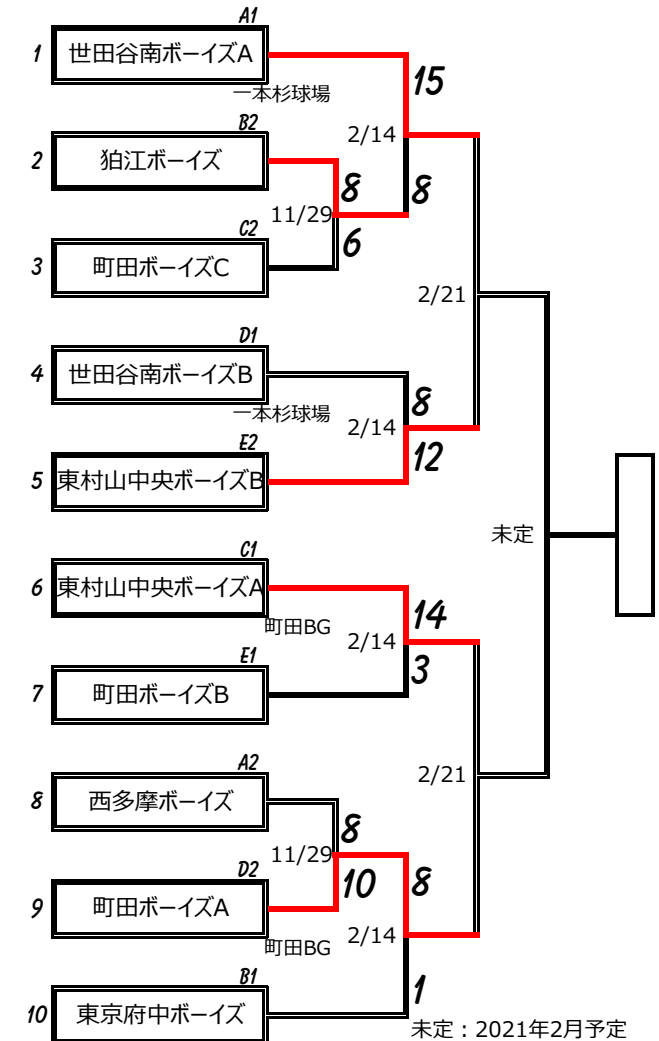 A1
1 世田谷南ボーイズA
15
一本杉球場
B2
2/14
2 狛江ボーイズ
8
8
11/29
C2
6
3 町田ボーイズC
2/21
D1
4 世田谷南ボーイズB
8
一本杉球場
2/14
E2
12
5 東村山中央ボーイズB
未定
C1
6 東村山中央ボーイズA
14
町田BG
2/14
E1
3
7 町田ボーイズB
A2
2/21
8 西多摩ボーイズ
8
11/29
D2
10
8
9 町田ボーイズA
町田BG
2/14
B1
1
10 東京府中ボーイズ
未定：2021年2月予定